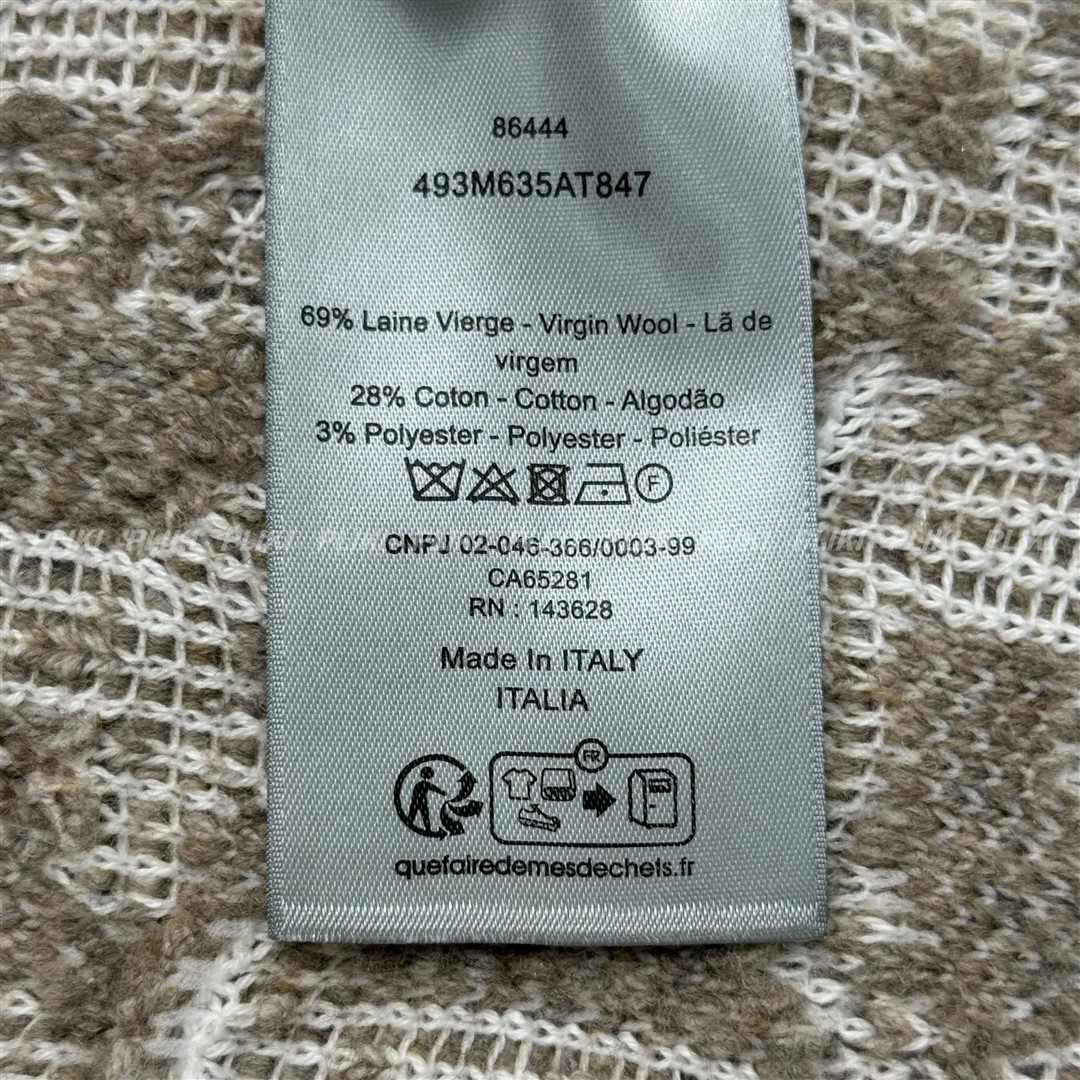 86444
493M635AT847
69% Laine Vierge - Virgin Wool - Lã de
virgem
28% Coton - Cotton - Algodão
3% Polyester - Polyester - Poliéster
F
CNPJ 02-046-366/0003-99
CA65281
RN : 143628
Made In ITALY
ITALIA
FR
quefairedemesdechets.fr